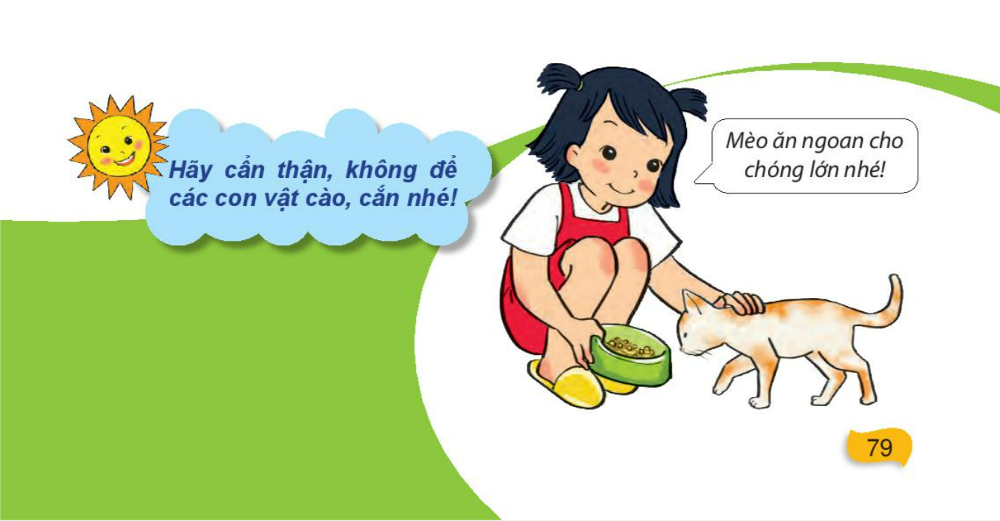 Hãy cẩn thận, không để
các con vật cào, cắn nhé!
Mèo ăn ngoan cho
chóng lớn nhé!
79